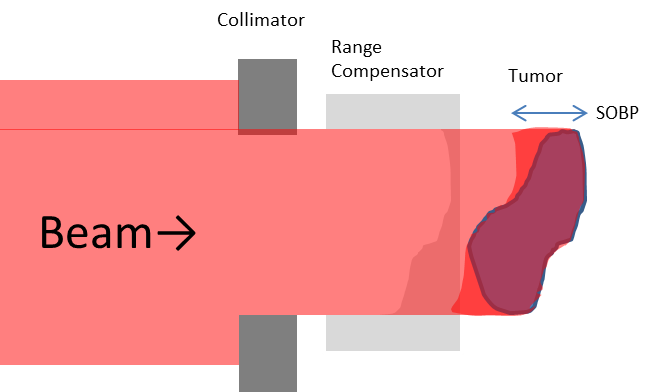 Collimator
Range
Compensator
Tumor
SOBP
Beam→